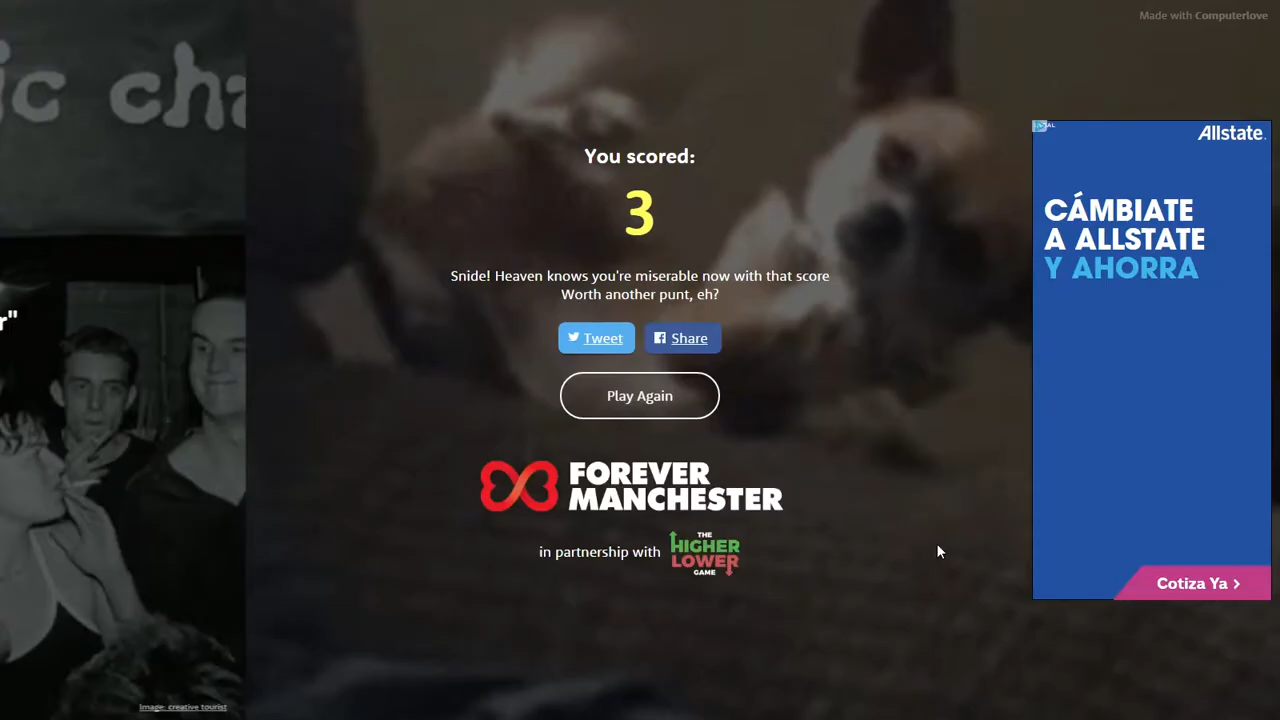 Made with Computerlove
ic cha
r"
You scored:
3
Snide! Heaven knows you're miserable now with that score
Worth another punt, eh?
Tweet
Share
Play Again
FOREVER
MANCHESTER
in partnership with
THE
HIGHER
LOWER
GAME
Image: creative tourist
Allstate.
CÁMBIATE
A ALLSTATE
Y AHORRA
Cotiza Ya >